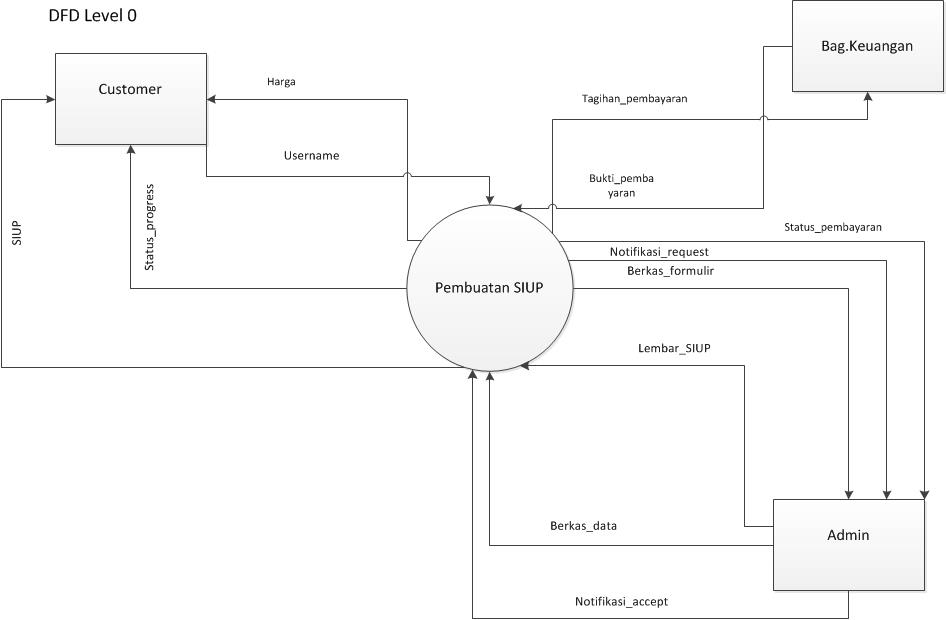 DFD Level 0
Bag.Keuangan
Customer
Harga
Tagihan_pembayaran
Username
Bukti_pemba
yaran
SIUP
Status_progress
Status_pembayaran
Notifikasi_request
Berkas_formulir
Pembuatan SIUP
Lembar_SIUP
Berkas_data
Admin
Notifikasi_accept